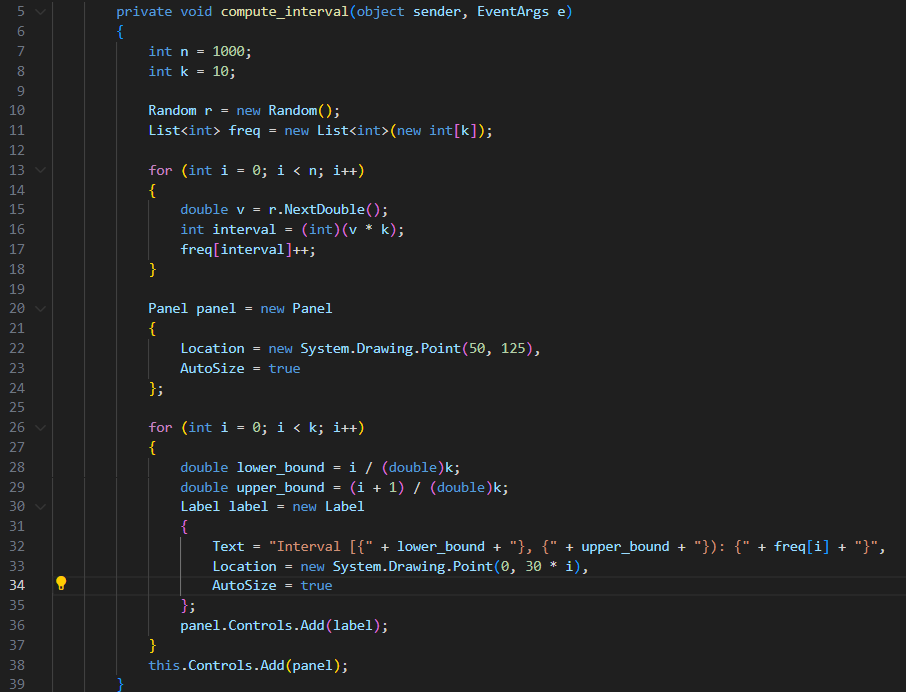 5 private void compute_interval(object sender, EventArgs e)
6 {
7 int n = 1000;
8 int k = 10;
9
10 Random r = new Random();
11 List<int> freq = new List<int>(new int[k]);
12
13 for (int i = 0; i < n; i++)
14 {
15 double v = r.NextDouble();
16 int interval = (int)(v * k);
17 freq[interval]++;
18 }
19
20 Panel panel = new Panel
21 {
22 Location = new System.Drawing.Point(50, 125),
23 AutoSize = true
24 };
25
26 for (int i = 0; i < k; i++)
27 {
28 double lower_bound = i / (double)k;
29 double upper_bound = (i + 1) / (double)k;
30 Label label = new Label
31 {
32 Text = "Interval [{" + lower_bound + "}, {" + upper_bound + "}): {" + freq[i] + "}",
33 Location = new System.Drawing.Point(0, 30 * i),
34 AutoSize = true
35 };
36 panel.Controls.Add(label);
37 }
38 this.Controls.Add(panel);
39 }